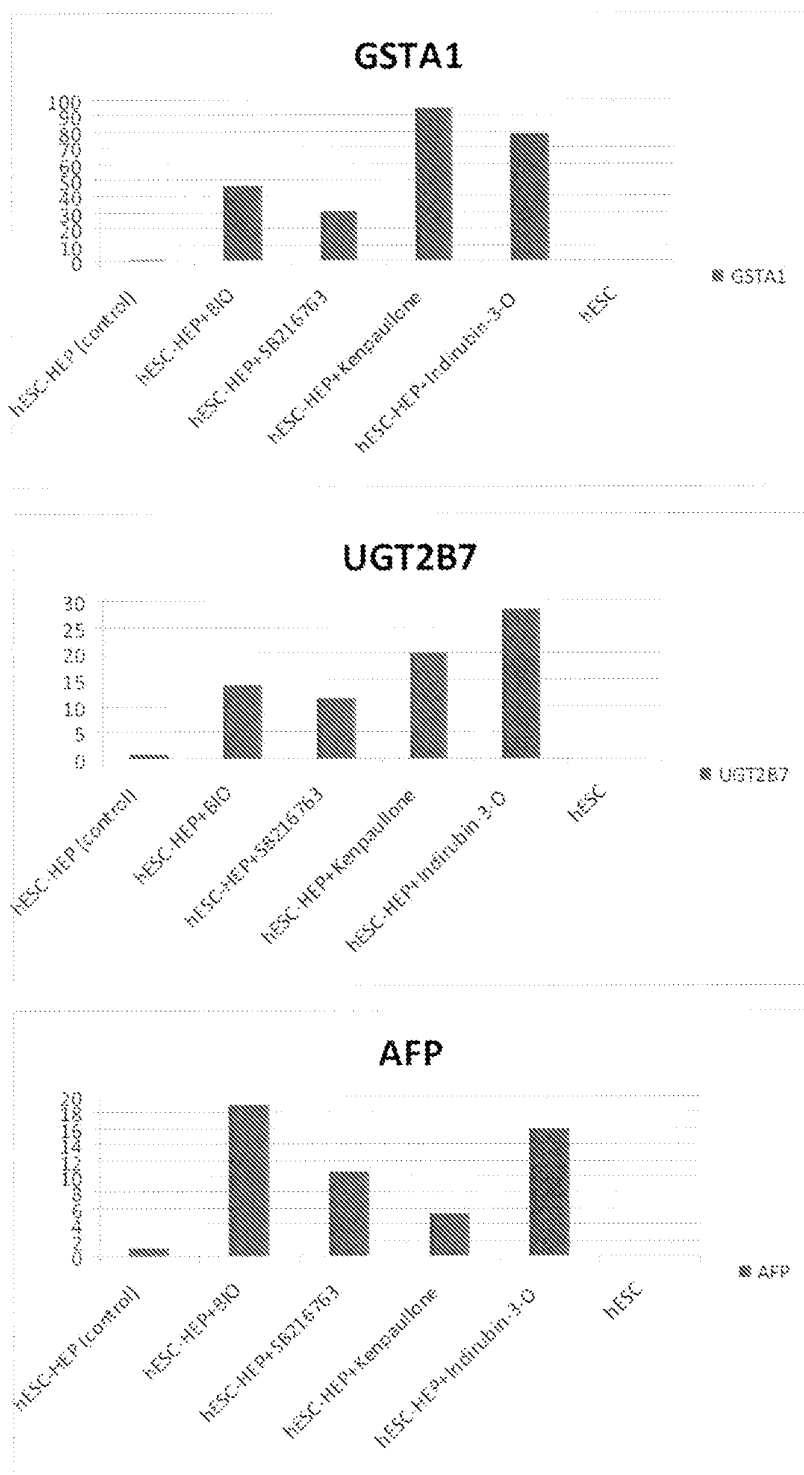 GSTA1
100
90
80
70
60
50
40
30
20
10
0
hESC-HEP (control)
hESC-HEP+BIO
hESC-HEP+SB216763
hESC-HEP+Kenpaullone
hESC-HEP+Indirubin-3-O
hESC
GSTA1
UGT2B7
30
25
20
15
10
5
0
hESC-HEP (control)
hESC-HEP+BIO
hESC-HEP+SB216763
hESC-HEP+Kenpaullone
hESC-HEP+Indirubin-3-O
hESC
UGT2B7
AFP
20
18
16
14
12
10
8
6
4
2
0
hESC-HEP (control)
hESC-HEP+BIO
hESC-HEP+SB216763
hESC-HEP+Kenpaullone
hESC-HEP+Indirubin-3-O
hESC
AFP